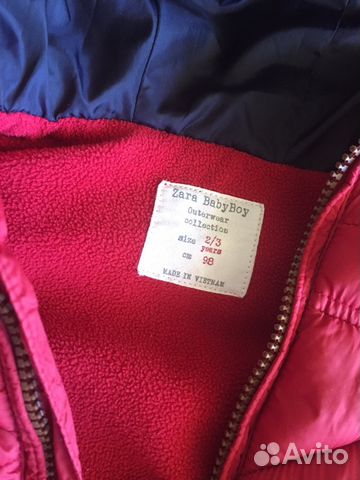 Zara BabyBoy
Outerwear
collection
size 2/3
years
cm 98
MADE IN VIETNAM
Avito